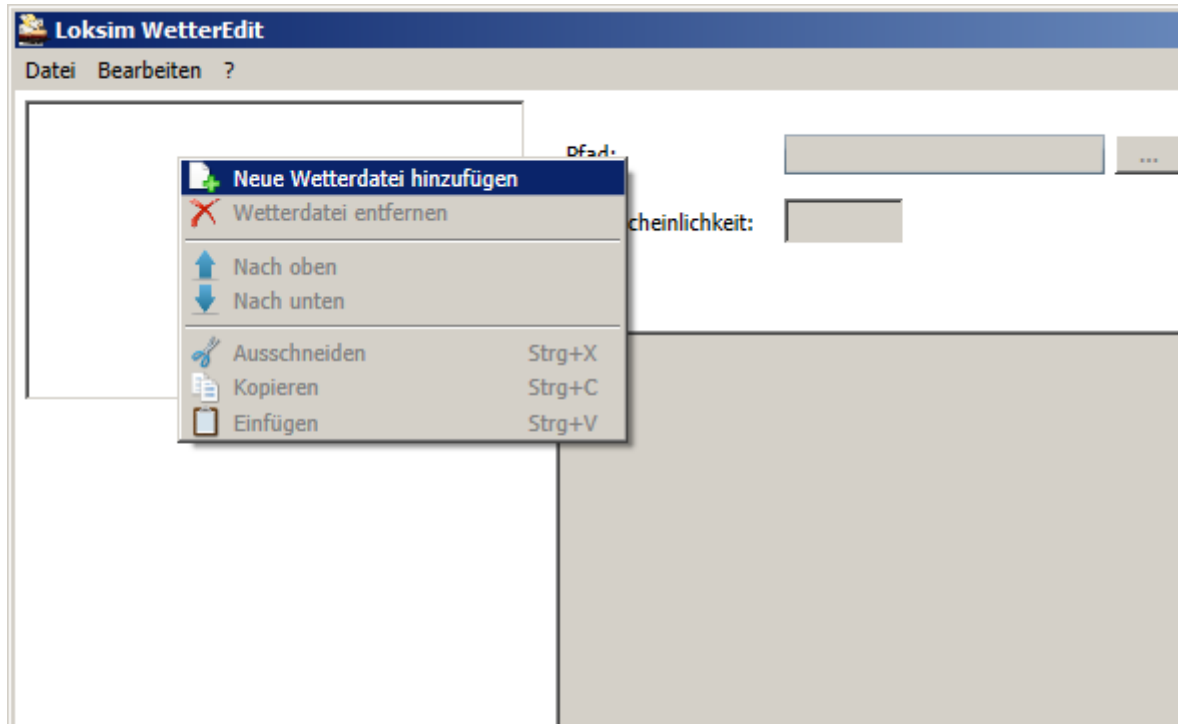 Loksim WetterEdit
Datei Bearbeiten ?
Pfad: ...
Neue Wetterdatei hinzufügen
Wetterdatei entfernen
cheinlichkeit:
Nach oben
Nach unten
Ausschneiden Strg+X
Kopieren Strg+C
Einfügen Strg+V